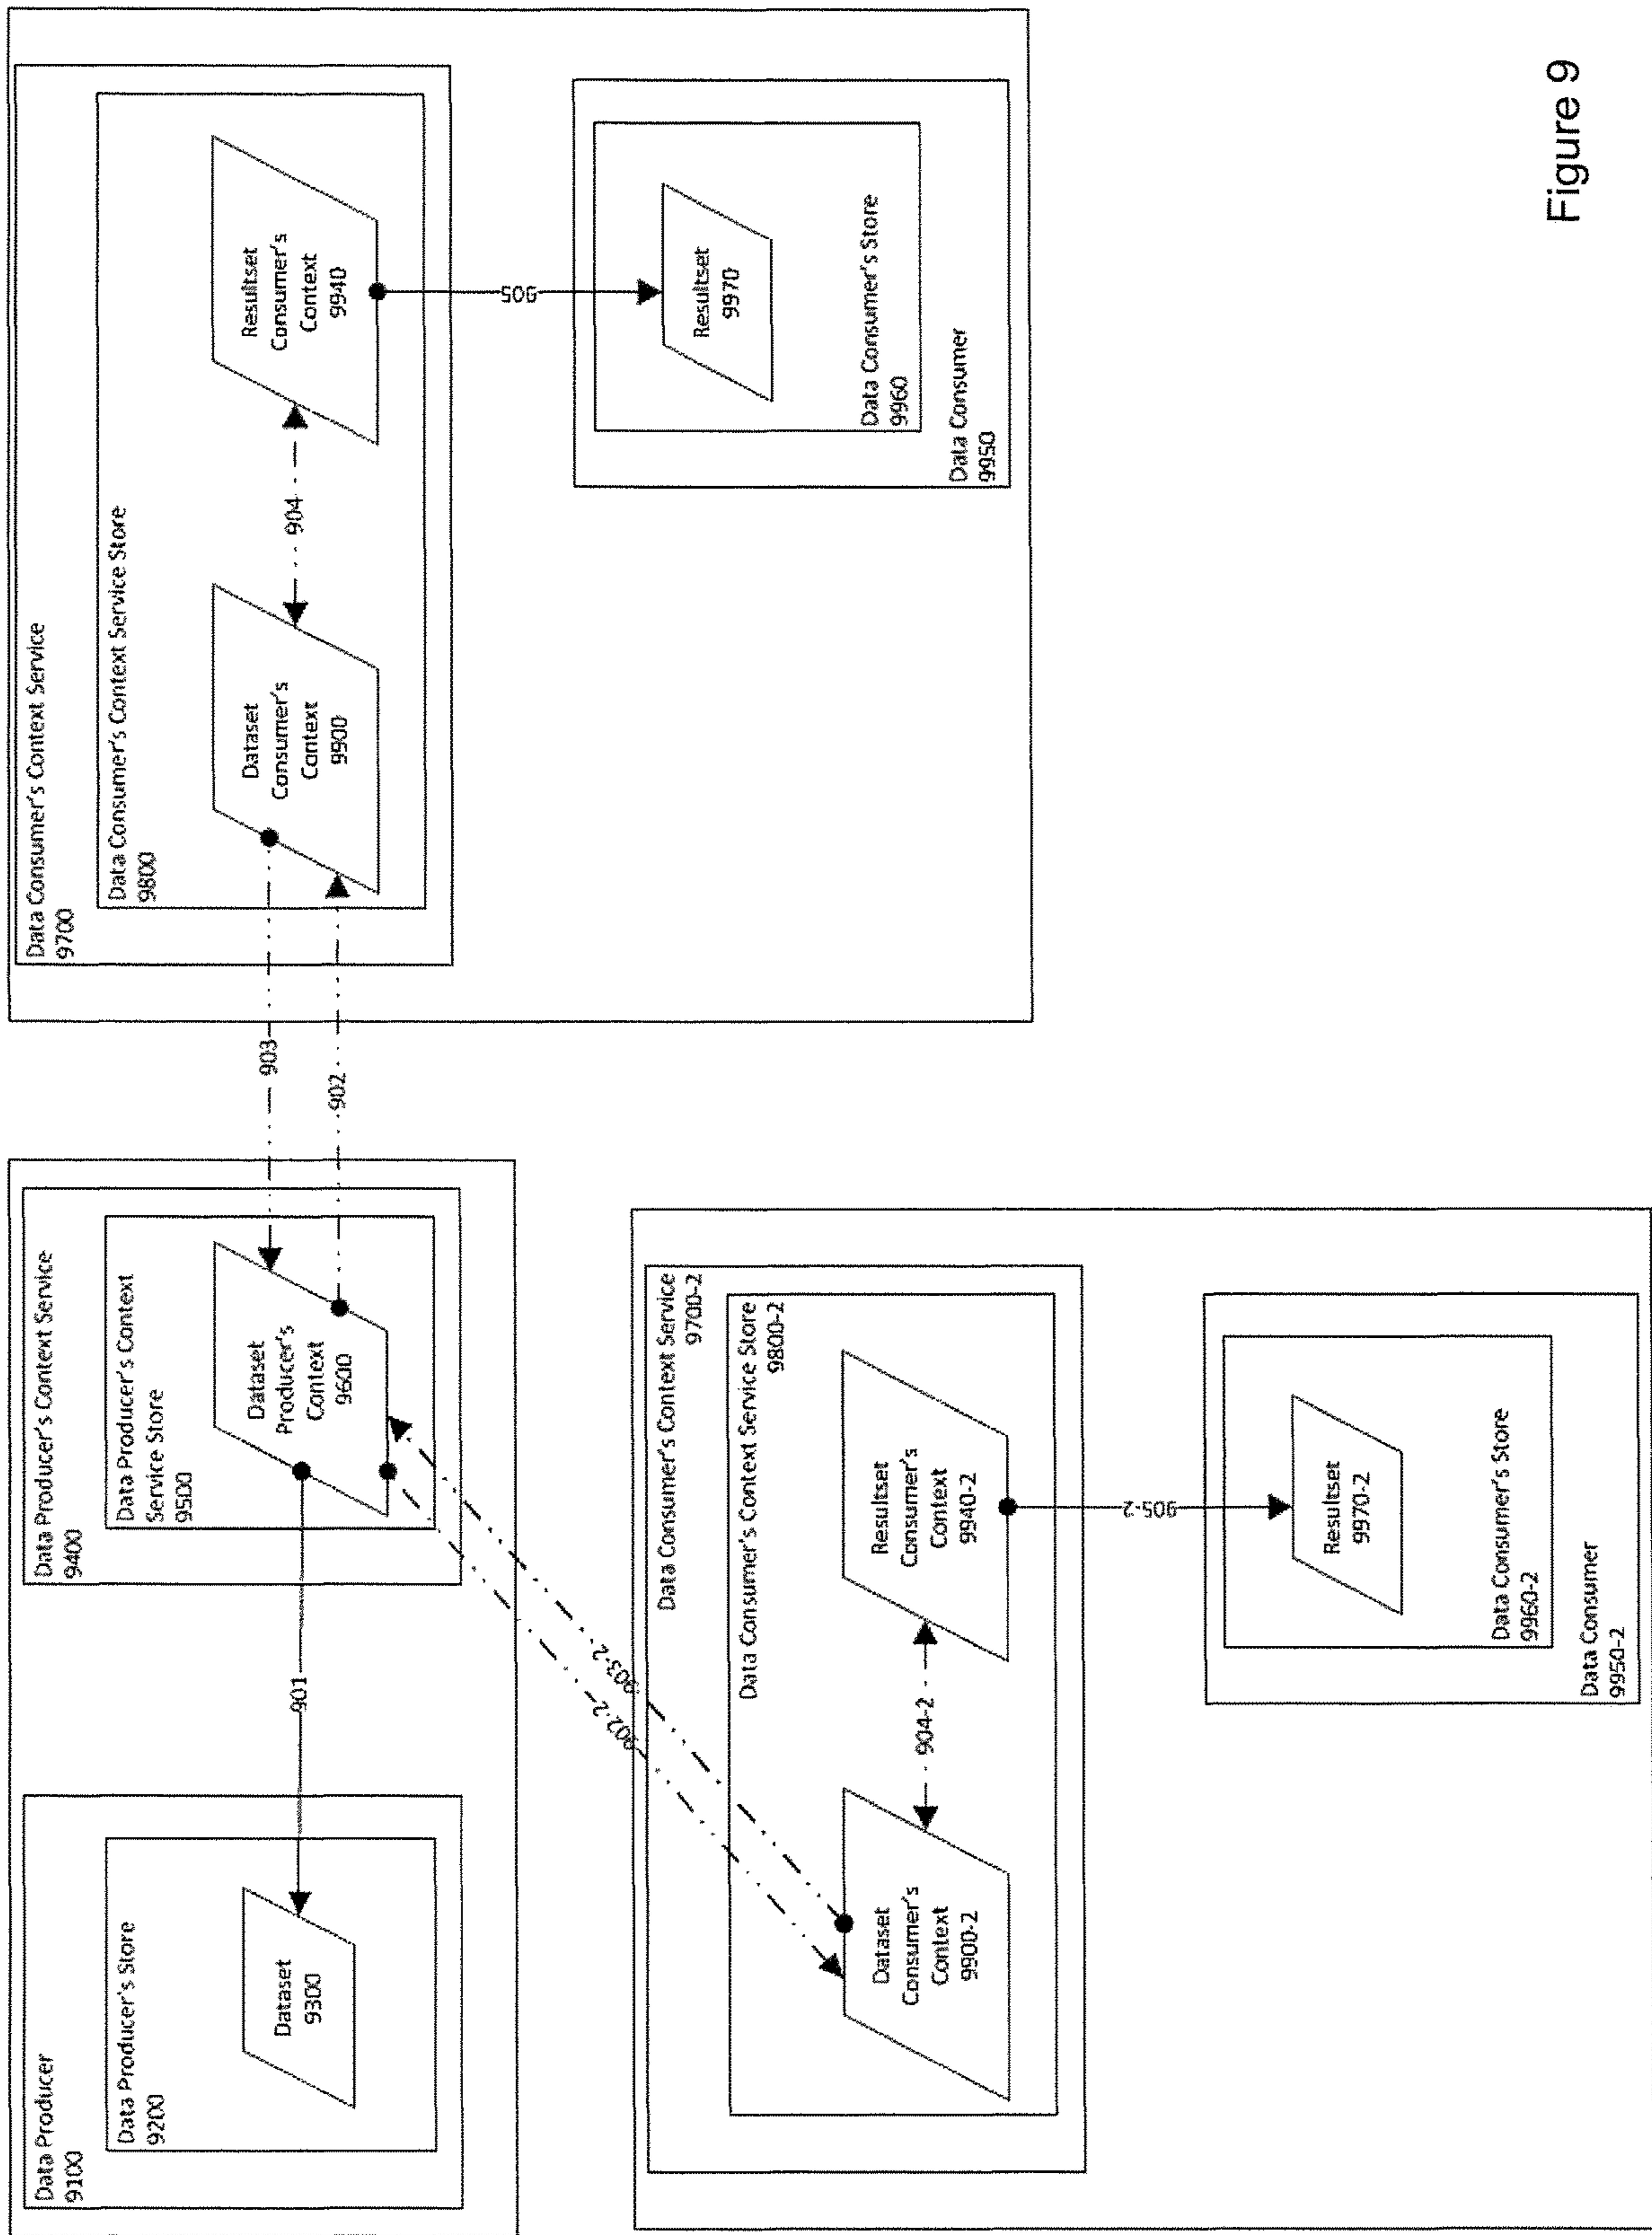 Data Producer
9100
Data Producer's Store
9200
Dataset
9300
901
Data Producer's Context Service
9400
Data Producer's Context
Service Store
9500
Dataset
Producer's
Context
9600
903
902
Data Consumer's Context Service
9700
Data Consumer's Context Service Store
9800
Dataset
Consumer's
Context
9900
904
Resultset
Consumer's
Context
9940
905
Resultset
9970
Data Consumer's Store
9960
Data Consumer
9950
902-2
903-2
Data Consumer's Context Service
9700-2
Data Consumer's Context Service Store
9800-2
Dataset
Consumer's
Context
9900-2
904-2
Resultset
Consumer's
Context
9940-2
905-2
Resultset
9970-2
Data Consumer's Store
9960-2
Data Consumer
9950-2
Figure 9